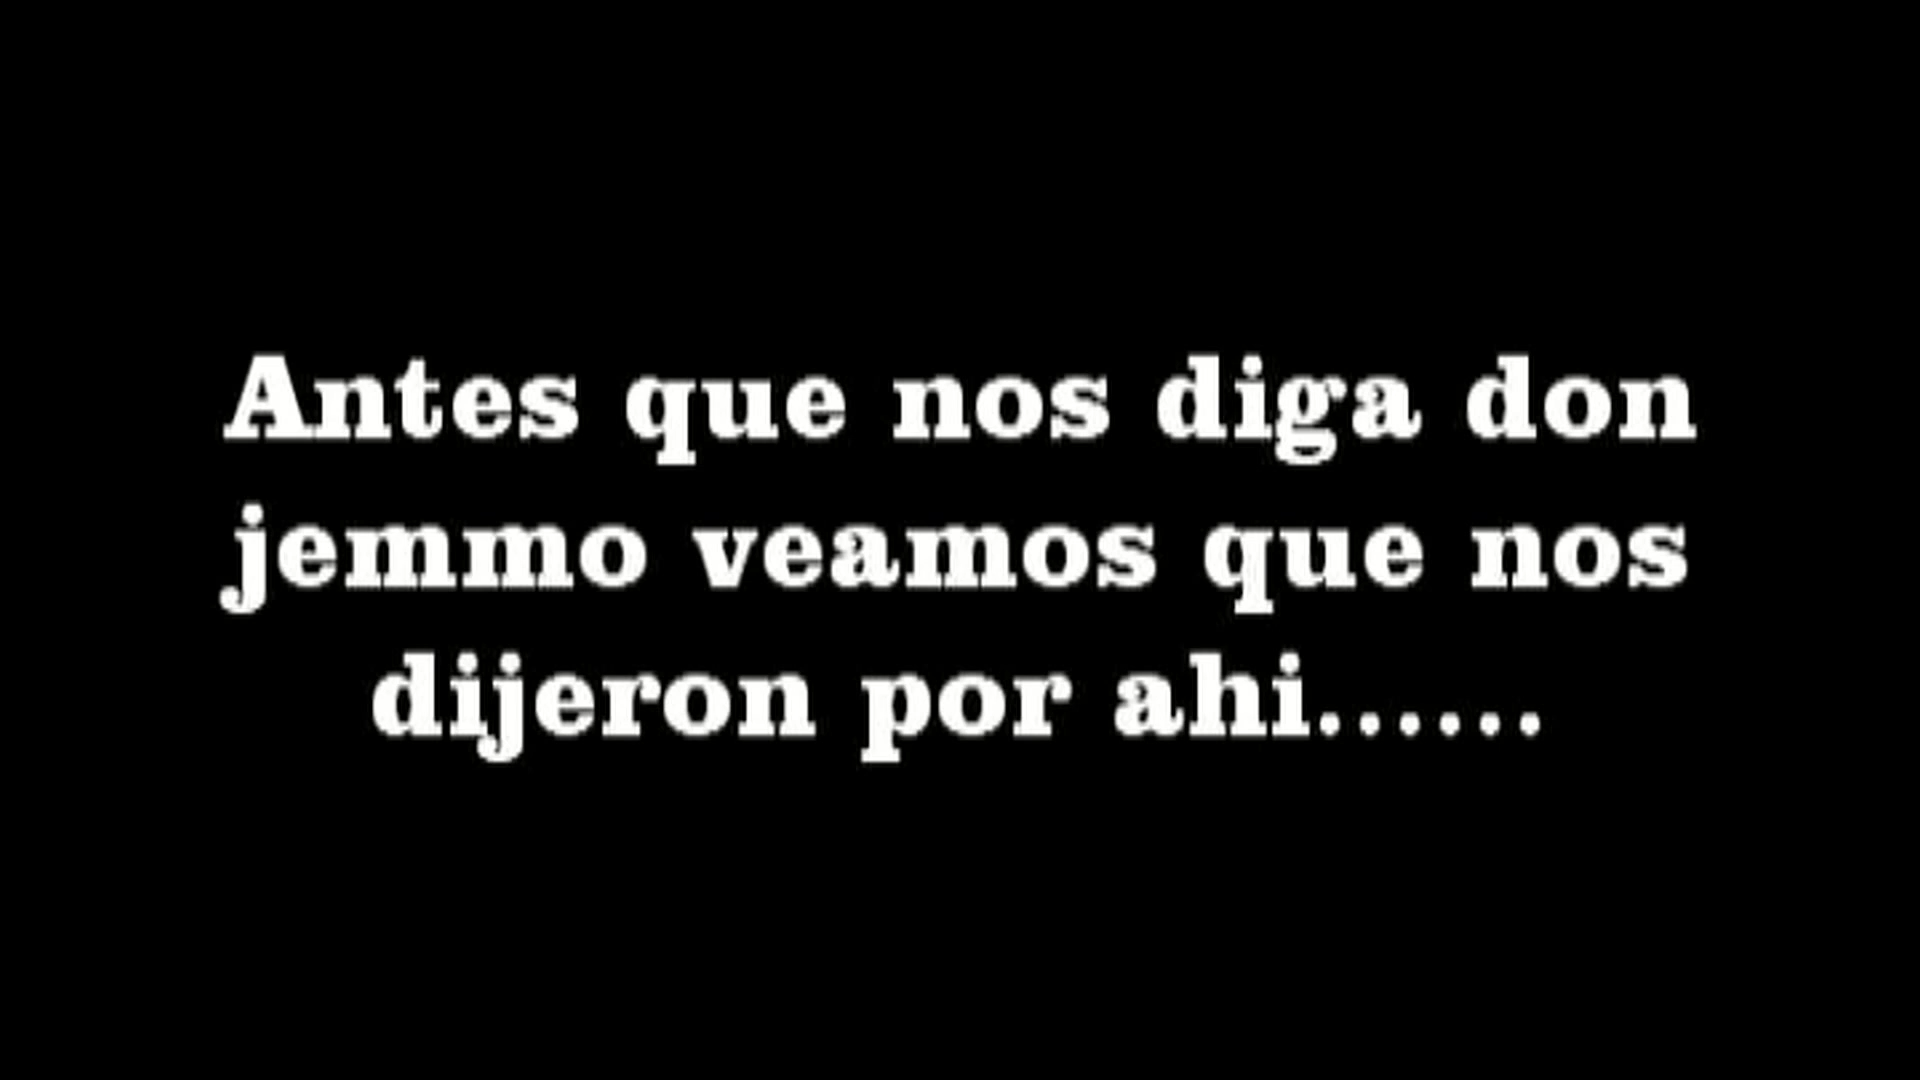 Antes que nos diga don
jemmo veamos que nos
dijeron por ahi......